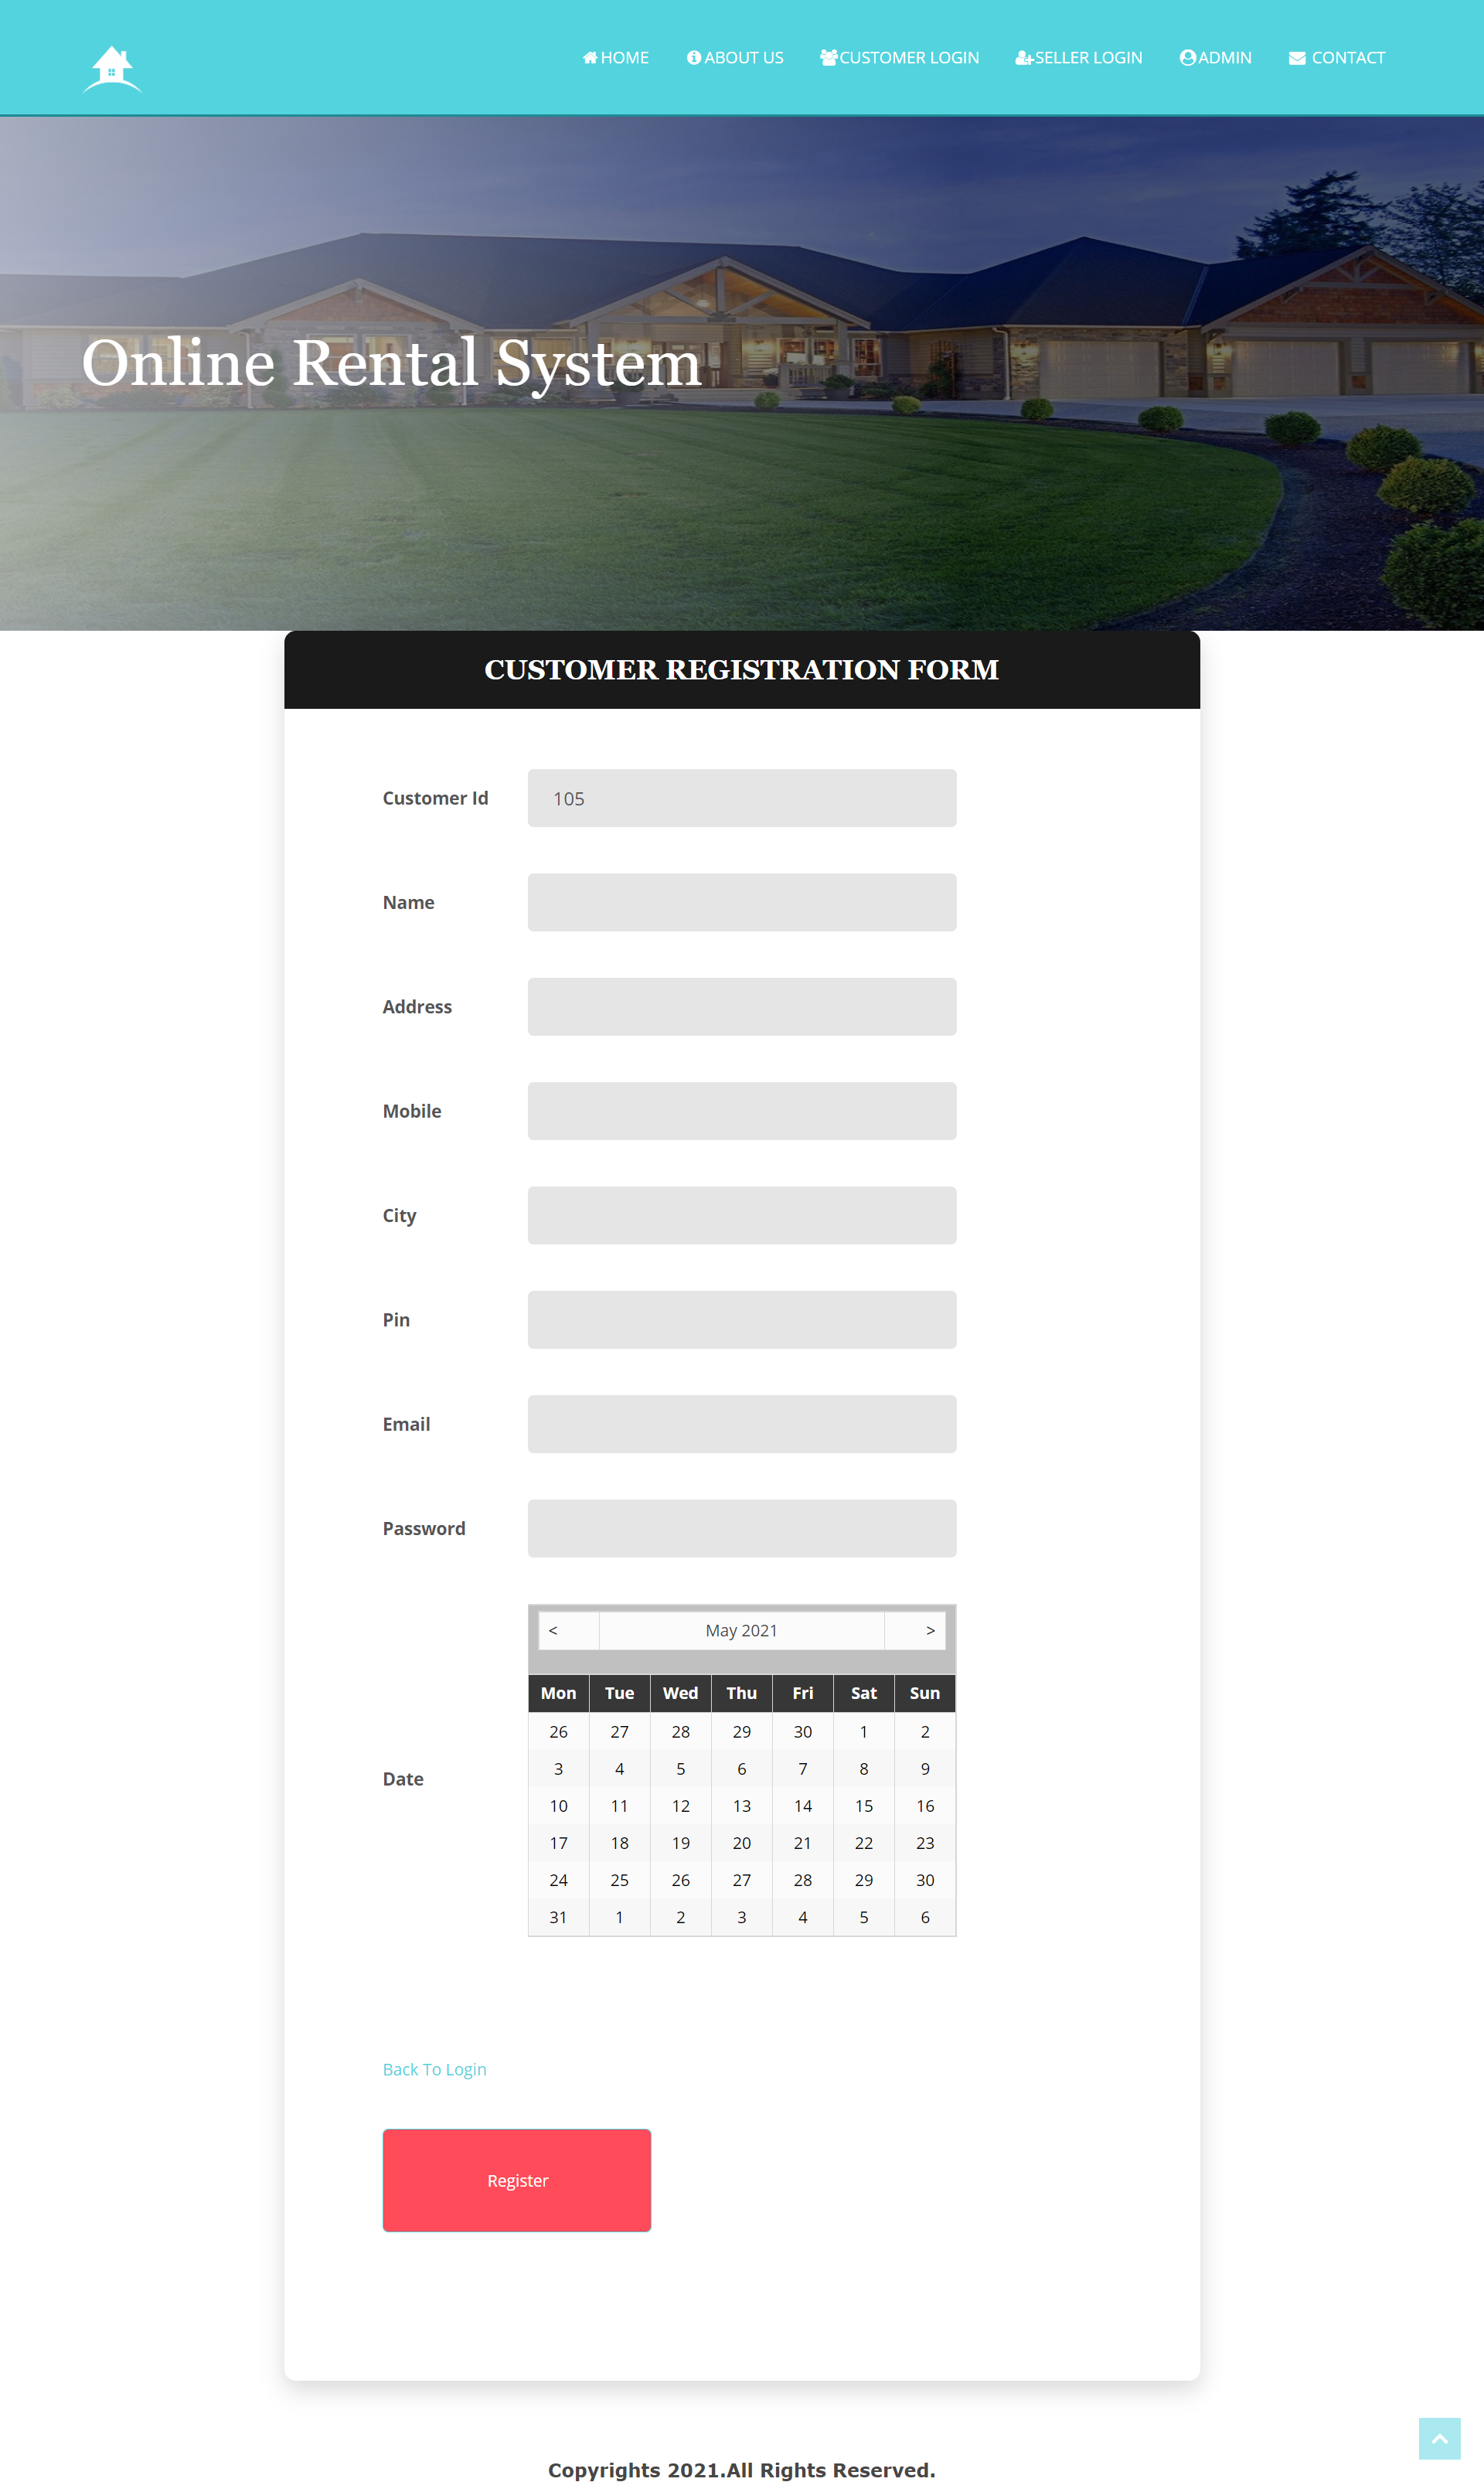 HOME ABOUT US CUSTOMER LOGIN SELLER LOGIN ADMIN CONTACT
Online Rental System
CUSTOMER REGISTRATION FORM
Customer Id 105
Name
Address
Mobile
City
Pin
Email
Password
Date
< May 2021 >
Mon Tue Wed Thu Fri Sat Sun
26 27 28 29 30 1 2
3 4 5 6 7 8 9
10 11 12 13 14 15 16
17 18 19 20 21 22 23
24 25 26 27 28 29 30
31 1 2 3 4 5 6
Back To Login
Register
Copyrights 2021.All Rights Reserved.